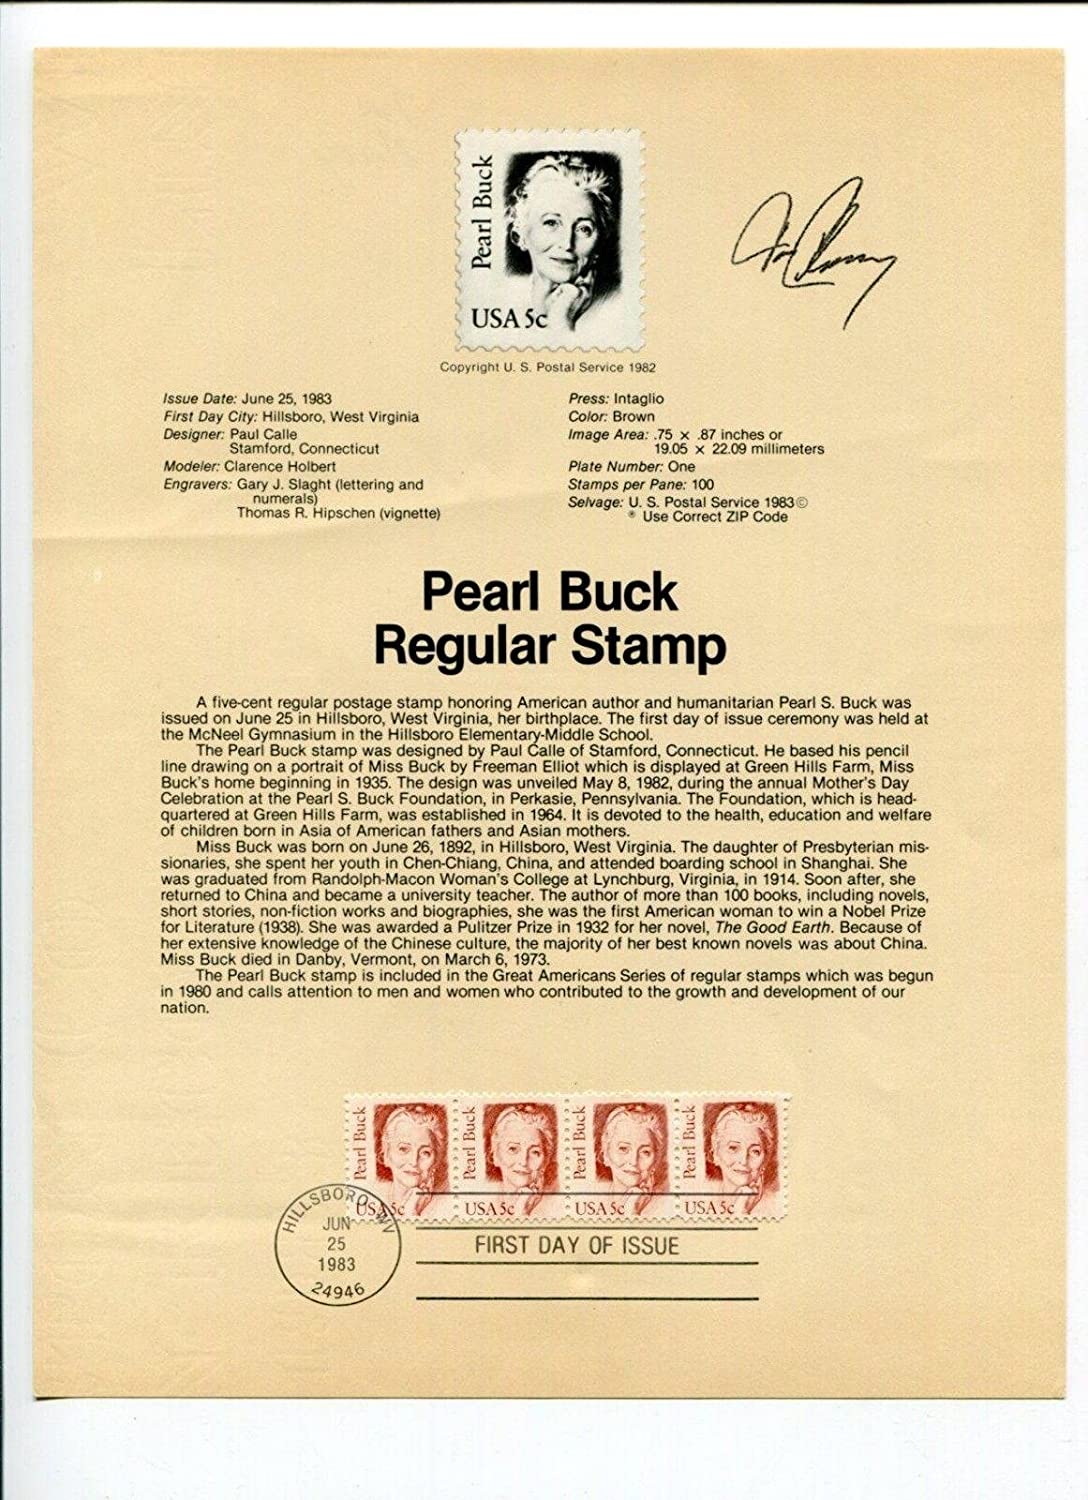 Pearl Buck
USA 5c
Copyright U. S. Postal Service 1982
Issue Date: June 25, 1983
First Day City: Hillsboro, West Virginia
Designer: Paul Calle
Stamford, Connecticut
Modeler: Clarence Holbert
Engravers: Gary J. Slaght (lettering and
numerals)
Thomas R. Hipschen (vignette)
Press: Intaglio
Color: Brown
Image Area: .75 × .87 inches or
19.05 × 22.09 millimeters
Plate Number: One
Stamps per Pane: 100
Selvage: U. S. Postal Service 1983©
® Use Correct ZIP Code
Pearl Buck
Regular Stamp
A five-cent regular postage stamp honoring American author and humanitarian Pearl S. Buck was
issued on June 25 in Hillsboro, West Virginia, her birthplace. The first day of issue ceremony was held at
the McNeel Gymnasium in the Hillsboro Elementary-Middle School.
The Pearl Buck stamp was designed by Paul Calle of Stamford, Connecticut. He based his pencil
line drawing on a portrait of Miss Buck by Freeman Elliot which is displayed at Green Hills Farm, Miss
Buck's home beginning in 1935. The design was unveiled May 8, 1982, during the annual Mother's Day
Celebration at the Pearl S. Buck Foundation, in Perkasie, Pennsylvania. The Foundation, which is head-
quartered at Green Hills Farm, was established in 1964. It is devoted to the health, education and welfare
of children born in Asia of American fathers and Asian mothers.
Miss Buck was born on June 26, 1892, in Hillsboro, West Virginia. The daughter of Presbyterian mis-
sionaries, she spent her youth in Chen-Chiang, China, and attended boarding school in Shanghai. She
was graduated from Randolph-Macon Woman's College at Lynchburg, Virginia, in 1914. Soon after, she
returned to China and became a university teacher. The author of more than 100 books, including novels,
short stories, non-fiction works and biographies, she was the first American woman to win a Nobel Prize
for Literature (1938). She was awarded a Pulitzer Prize in 1932 for her novel, The Good Earth. Because of
her extensive knowledge of the Chinese culture, the majority of her best known novels was about China.
Miss Buck died in Danby, Vermont, on March 6, 1973.
The Pearl Buck stamp is included in the Great Americans Series of regular stamps which was begun
in 1980 and calls attention to men and women who contributed to the growth and development of our
nation.
Pearl Buck
USA 5c
Pearl Buck
USA 5c
Pearl Buck
USA 5c
Pearl Buck
USA 5c
HILLSBORO, WV
JUN
25
1983
24946
FIRST DAY OF ISSUE